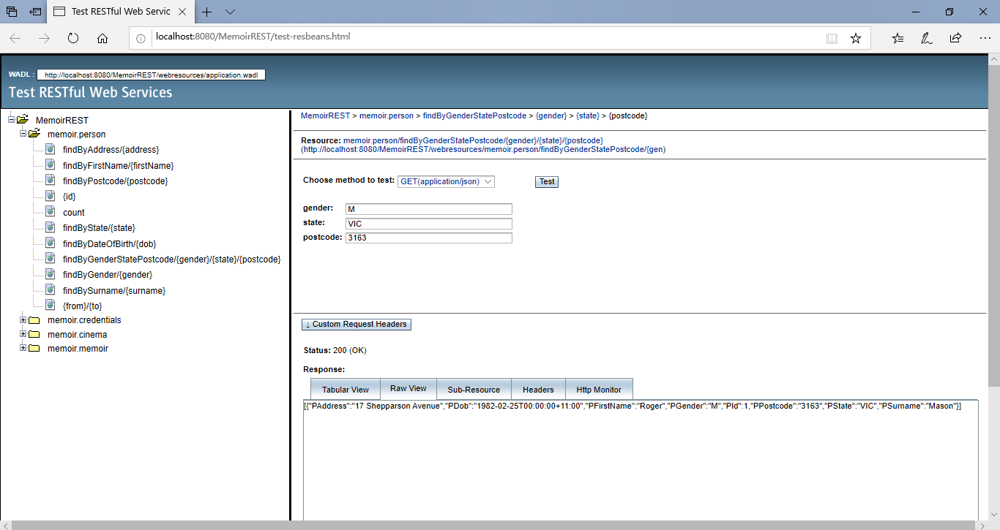 Test RESTful Web Servic
localhost:8080/MemoirREST/test-resbeans.html
WADL : http://localhost:8080/MemoirREST/webresources/application.wadl
Test RESTful Web Services
MemoirREST
memoir.person
findByAddress/{address}
findByFirstName/{firstName}
findByPostcode/{postcode}
{id}
count
findByState/{state}
findByDateOfBirth/{dob}
findByGenderStatePostcode/{gender}/{state}/{postcode}
findByGender/{gender}
findBySurname/{surname}
{from}/{to}
memoir.credentials
memoir.cinema
memoir.memoir
MemoirREST > memoir.person > findByGenderStatePostcode > {gender} > {state} > {postcode}
Resource: memoir.person/findByGenderStatePostcode/{gender}/{state}/{postcode}
(http://localhost:8080/MemoirREST/webresources/memoir.person/findByGenderStatePostcode/{gen)
Choose method to test: GET(application/json) Test
gender: M
state: VIC
postcode: 3163
↓ Custom Request Headers
Status: 200 (OK)
Response:
Tabular View Raw View Sub-Resource Headers Http Monitor
[{"PAddress":"17 Shepparson Avenue","PDob":"1982-02-25T00:00:00+11:00","PFirstName":"Roger","PGender":"M","PId":1,"PPostcode":"3163","PState":"VIC","PSurname":"Mason"}]